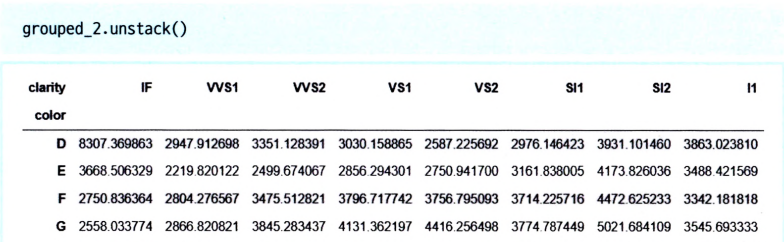 grouped_2.unstack()
clarity IF VVS1 VVS2 VS1 VS2 SI1 SI2 I1
color
D 8307.369863 2947.912698 3351.128391 3030.158865 2587.225692 2976.146423 3931.101460 3863.023810
E 3668.506329 2219.820122 2499.674067 2856.294301 2750.941700 3161.838005 4173.826036 3488.421569
F 2750.836364 2804.276567 3475.512821 3796.717742 3756.795093 3714.225716 4472.625233 3342.181818
G 2558.033774 2866.820821 3845.283437 4131.362197 4416.256498 3774.787449 5021.684109 3545.693333